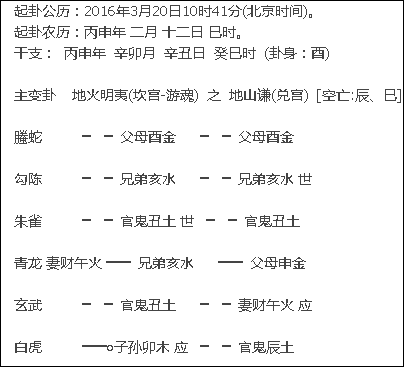 起卦公历：2016年3月20日10时41分(北京时间)。
起卦农历：丙申年 二月 十二日 巳时。
干支： 丙申年 辛卯月 辛丑日 癸巳时 (卦身：酉)
主变卦 地火明夷(坎宫-游魂) 之 地山谦(兑宫) [空亡:辰、巳]
螣蛇 — — 父母酉金 — — 父母酉金
勾陈 — — 兄弟亥水 — — 兄弟亥水 世
朱雀 — — 官鬼丑土 世 — — 官鬼丑土
青龙 妻财午火 —— 兄弟亥水 —— 父母申金
玄武 — — 官鬼丑土 — — 妻财午火 应
白虎 ——o子孙卯木 应 — — 官鬼辰土